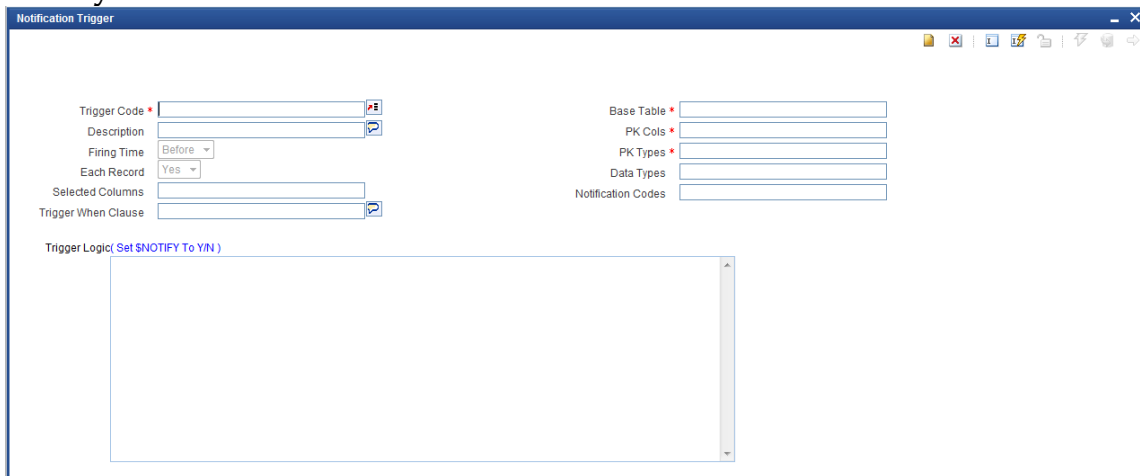 Notification Trigger
Trigger Code *
Base Table *
Description
PK Cols *
Firing Time Before
PK Types *
Each Record Yes
Data Types
Selected Columns
Notification Codes
Trigger When Clause
Trigger Logic( Set $NOTIFY To Y/N )